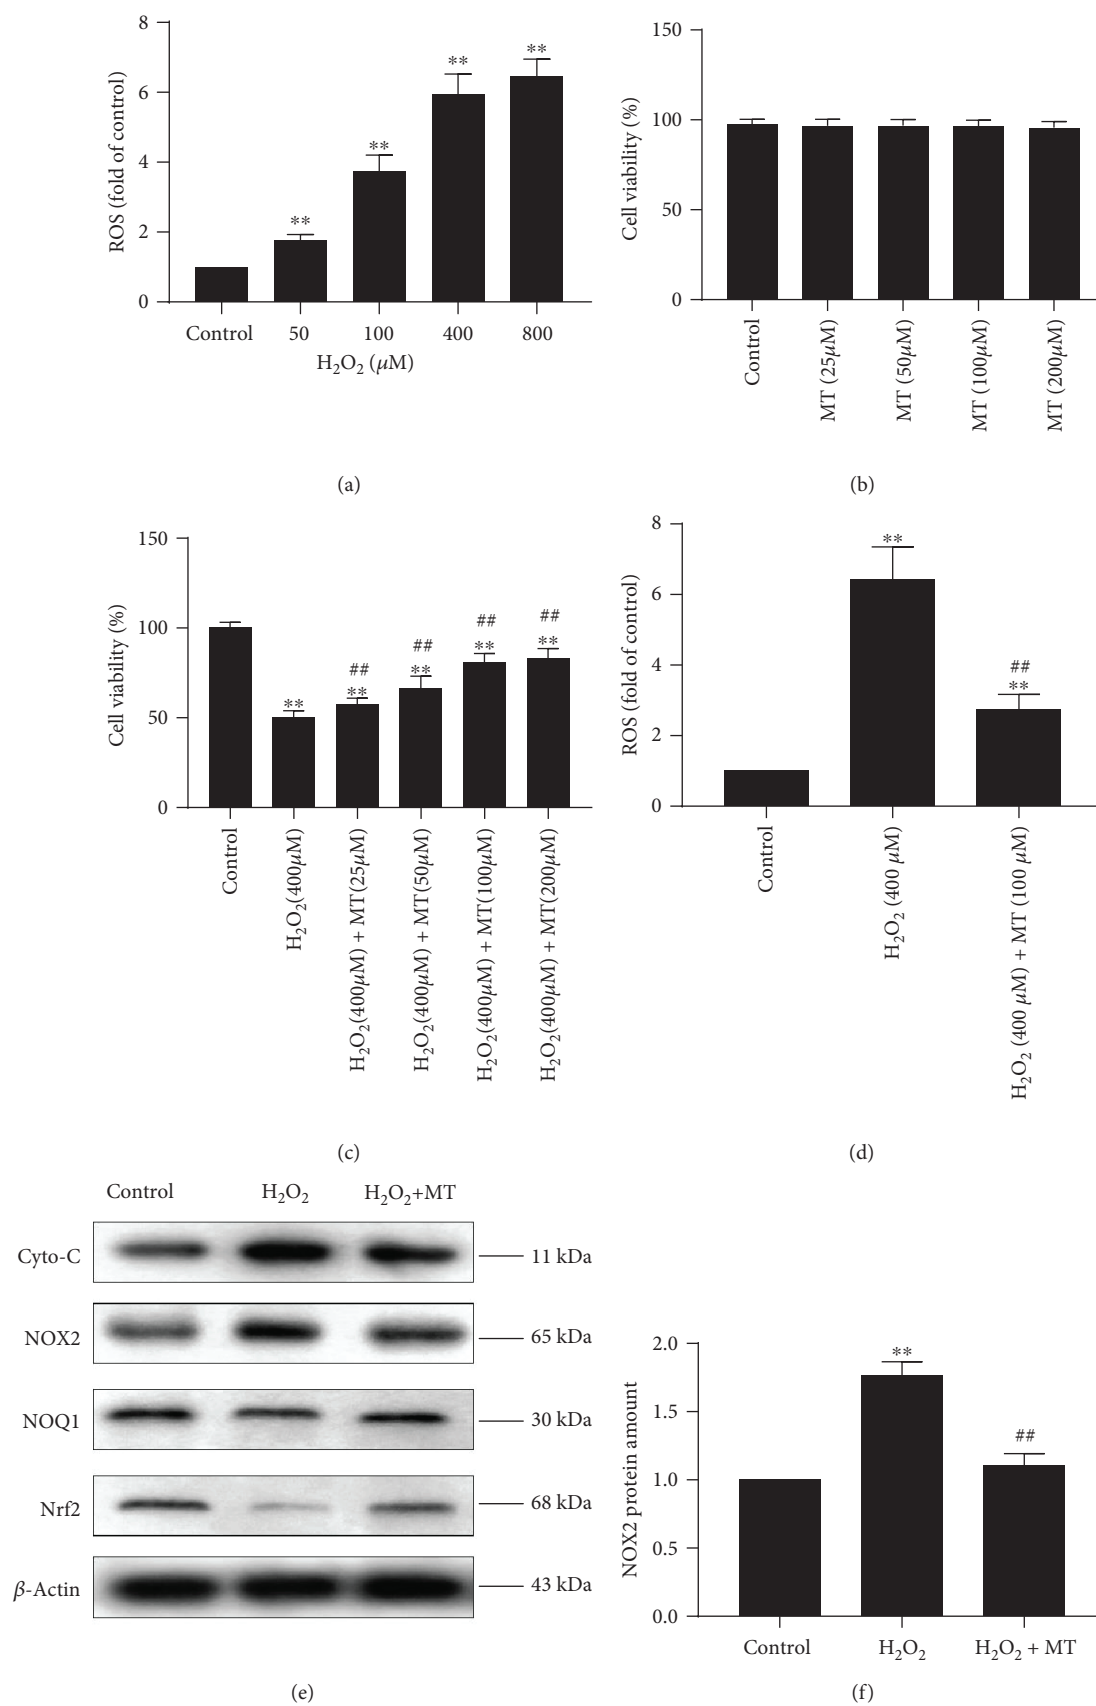 8
6
4
2
0
ROS (fold of control)
**
**
**
**
Control
50
100
400
800
H₂O₂ (μM)
(a)
150
100
50
0
Cell viability (%)
Control
MT (25μM)
MT (50μM)
MT (100μM)
MT (200μM)
(b)
150
100
50
0
Cell viability (%)
**
##
**
##
**
##
**
##
**
Control
H₂O₂(400μM)
H₂O₂(400μM) + MT(25μM)
H₂O₂(400μM) + MT(50μM)
H₂O₂(400μM) + MT(100μM)
H₂O₂(400μM) + MT(200μM)
(c)
8
6
4
2
0
ROS (fold of control)
**
##
**
Control
H₂O₂ (400 μM)
H₂O₂ (400 μM) + MT (100 μM)
(d)
Control H₂O₂ H₂O₂+MT
Cyto-C 11 kDa
NOX2 65 kDa
NOQ1 30 kDa
Nrf2 68 kDa
β-Actin 43 kDa
(e)
2.0
1.5
1.0
0.5
0.0
NOX2 protein amount
**
##
Control
H₂O₂
H₂O₂ + MT
(f)